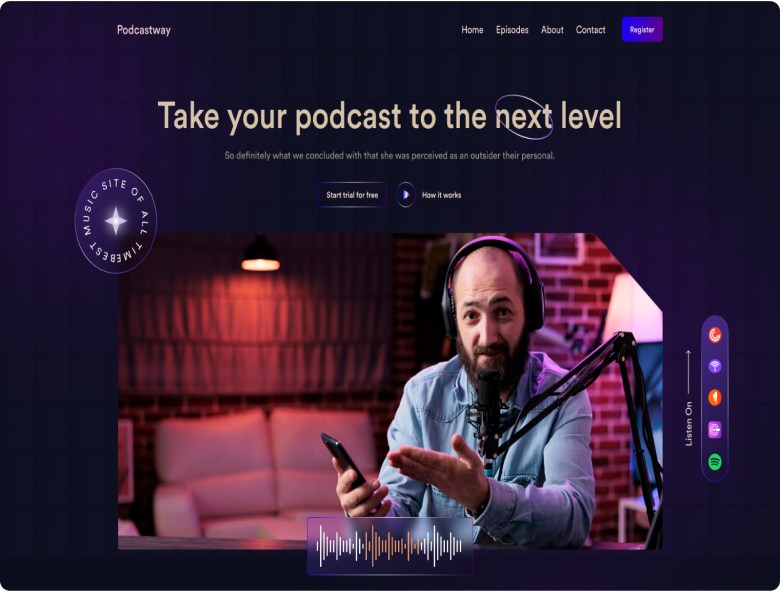 Podcastway
Home Episodes About Contact Register
Take your podcast to the next level
So definitely what we concluded with that she was perceived as an outsider their personal.
Start trial for free How it works
BEST MUSIC SITE OF ALL TIME
Listen On